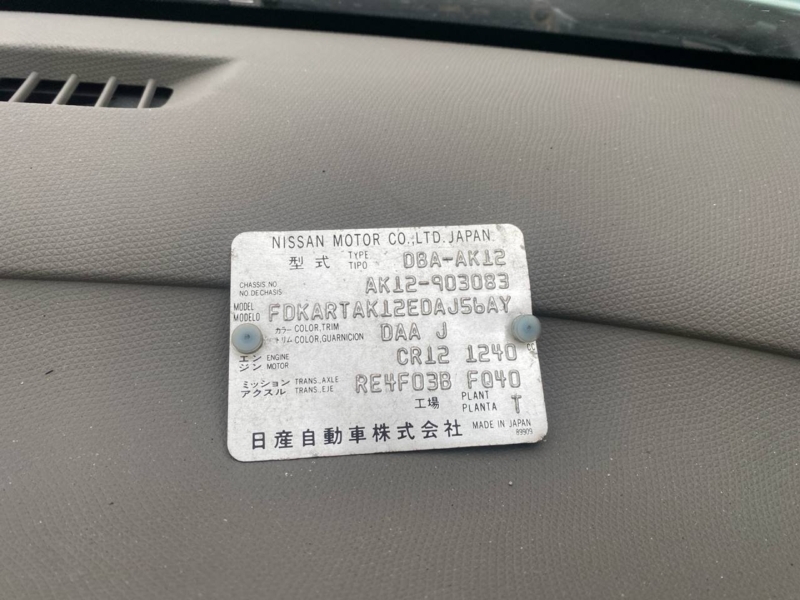 NISSAN MOTOR CO.,LTD. JAPAN
型式 TYPE TIPO DBA-AK12
CHASSIS.NO NO.DECHASIS AK12-903083
MODEL MODELO FDKARTAK12EDAJ56AY
カラー COLOR,TRIM トリム COLOR,GUARNICION DAA J
エンジン ENGINE MOTOR CR12 1240 CC
ミッション アクスル TRANS.,AXLE TRANS.,EJE RE4F03B FQ40
工場 PLANT PLANTA T
日産自動車株式会社 MADE IN JAPAN
89909